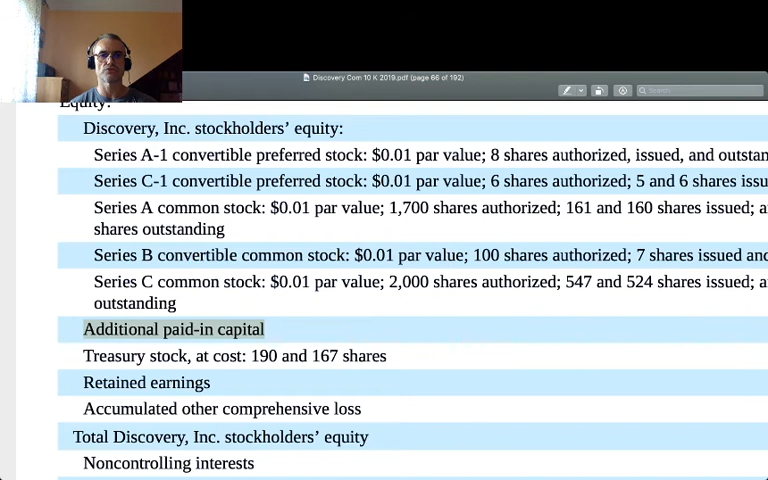 Discovery Com 10 K 2019.pdf (page 66 of 192)
Search
Equity:
Discovery, Inc. stockholders' equity:
Series A-1 convertible preferred stock: $0.01 par value; 8 shares authorized, issued, and outstan
Series C-1 convertible preferred stock: $0.01 par value; 6 shares authorized; 5 and 6 shares issu
Series A common stock: $0.01 par value; 1,700 shares authorized; 161 and 160 shares issued; a
shares outstanding
Series B convertible common stock: $0.01 par value; 100 shares authorized; 7 shares issued and
Series C common stock: $0.01 par value; 2,000 shares authorized; 547 and 524 shares issued; a
outstanding
Additional paid-in capital
Treasury stock, at cost: 190 and 167 shares
Retained earnings
Accumulated other comprehensive loss
Total Discovery, Inc. stockholders' equity
Noncontrolling interests